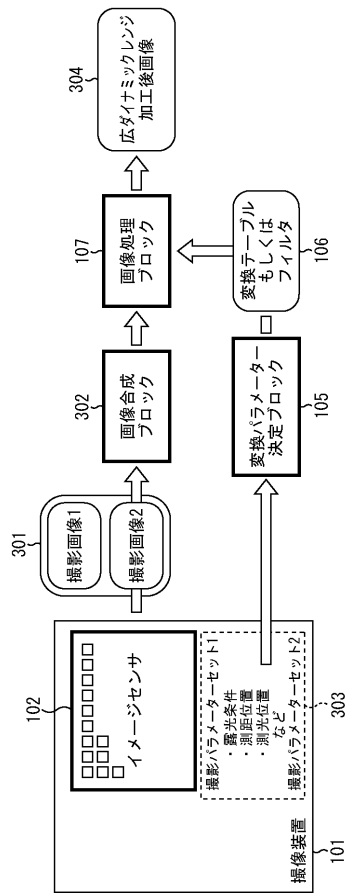 101
撮像装置
102
イメージセンサ
撮影パラメーターセット1
・露光条件
・測距位置
・測光位置
など
撮影パラメーターセット2
303
301
撮影画像1
撮影画像2
302
画像合成
ブロック
107
画像処理
ブロック
304
広ダイナミックレンジ
加工後画像
変換パラメーター
決定ブロック
105
変換テーブル
もしくは
フィルタ
106